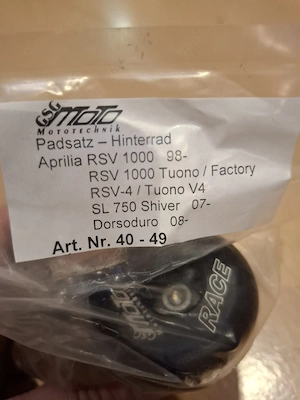 GSG
MOTO
Mototechnik
Padsatz – Hinterrad
Aprilia RSV 1000 98-
RSV 1000 Tuono / Factory
RSV-4 / Tuono V4
SL 750 Shiver 07-
Dorsoduro 08-
Art. Nr. 40 - 49
RACE
GSG
MOTO